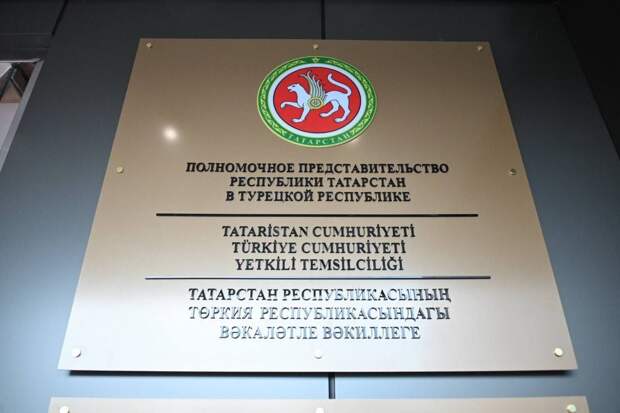 ТАТАРСТАН
ПОЛНОМОЧНОЕ ПРЕДСТАВИТЕЛЬСТВО
РЕСПУБЛИКИ ТАТАРСТАН
В ТУРЕЦКОЙ РЕСПУБЛИКЕ
TATARİSTAN CUMHURİYETİ
TÜRKİYE CUMHURİYETİ
YETKİLİ TEMSİLCİLİĞİ
ТАТАРСТАН РЕСПУБЛИКАСЫНЫҢ
ТӨРКИЯ РЕСПУБЛИКАСЫНДАГЫ
ВӘКАЛӘТЛЕ ВӘКИЛЛЕГЕ